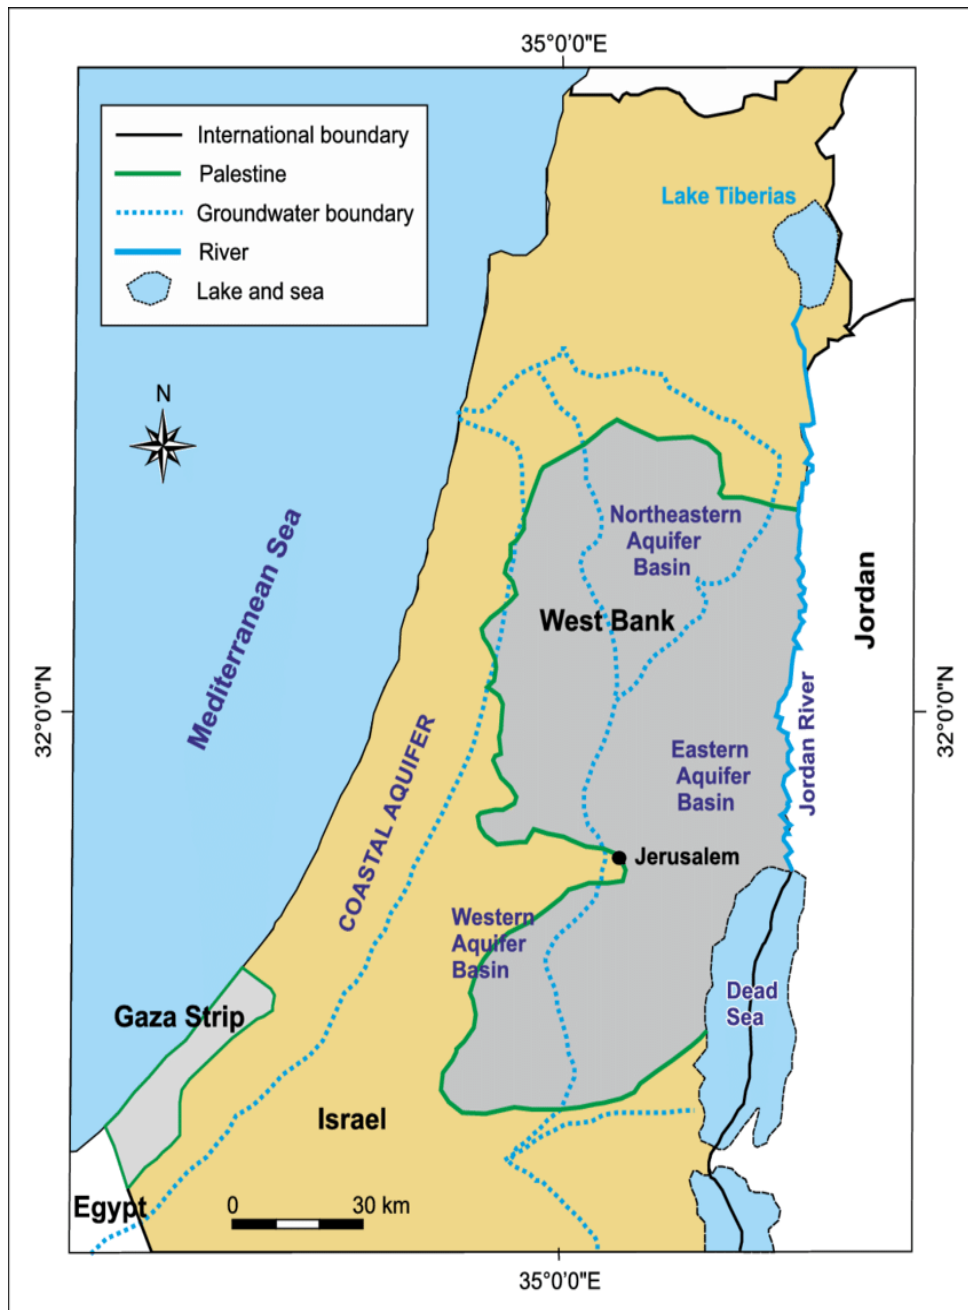 35°0'0"E
International boundary
Palestine
Groundwater boundary
River
Lake and sea
Lake Tiberias
N
Mediterranean Sea
Northeastern
Aquifer
Basin
West Bank
Jordan
32°0'0"N
32°0'0"N
COASTAL AQUIFER
Jordan River
Eastern
Aquifer
Basin
Jerusalem
Western
Aquifer
Basin
Dead
Sea
Gaza Strip
Israel
Egypt
0 30 km
35°0'0"E